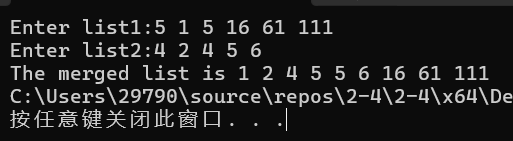 Enter list1:5 1 5 16 61 111
Enter list2:4 2 4 5 6
The merged list is 1 2 4 5 5 6 16 61 111
C:\Users\29790\source\repos\2-4\2-4\x64\De
按任意键关闭此窗口. . .